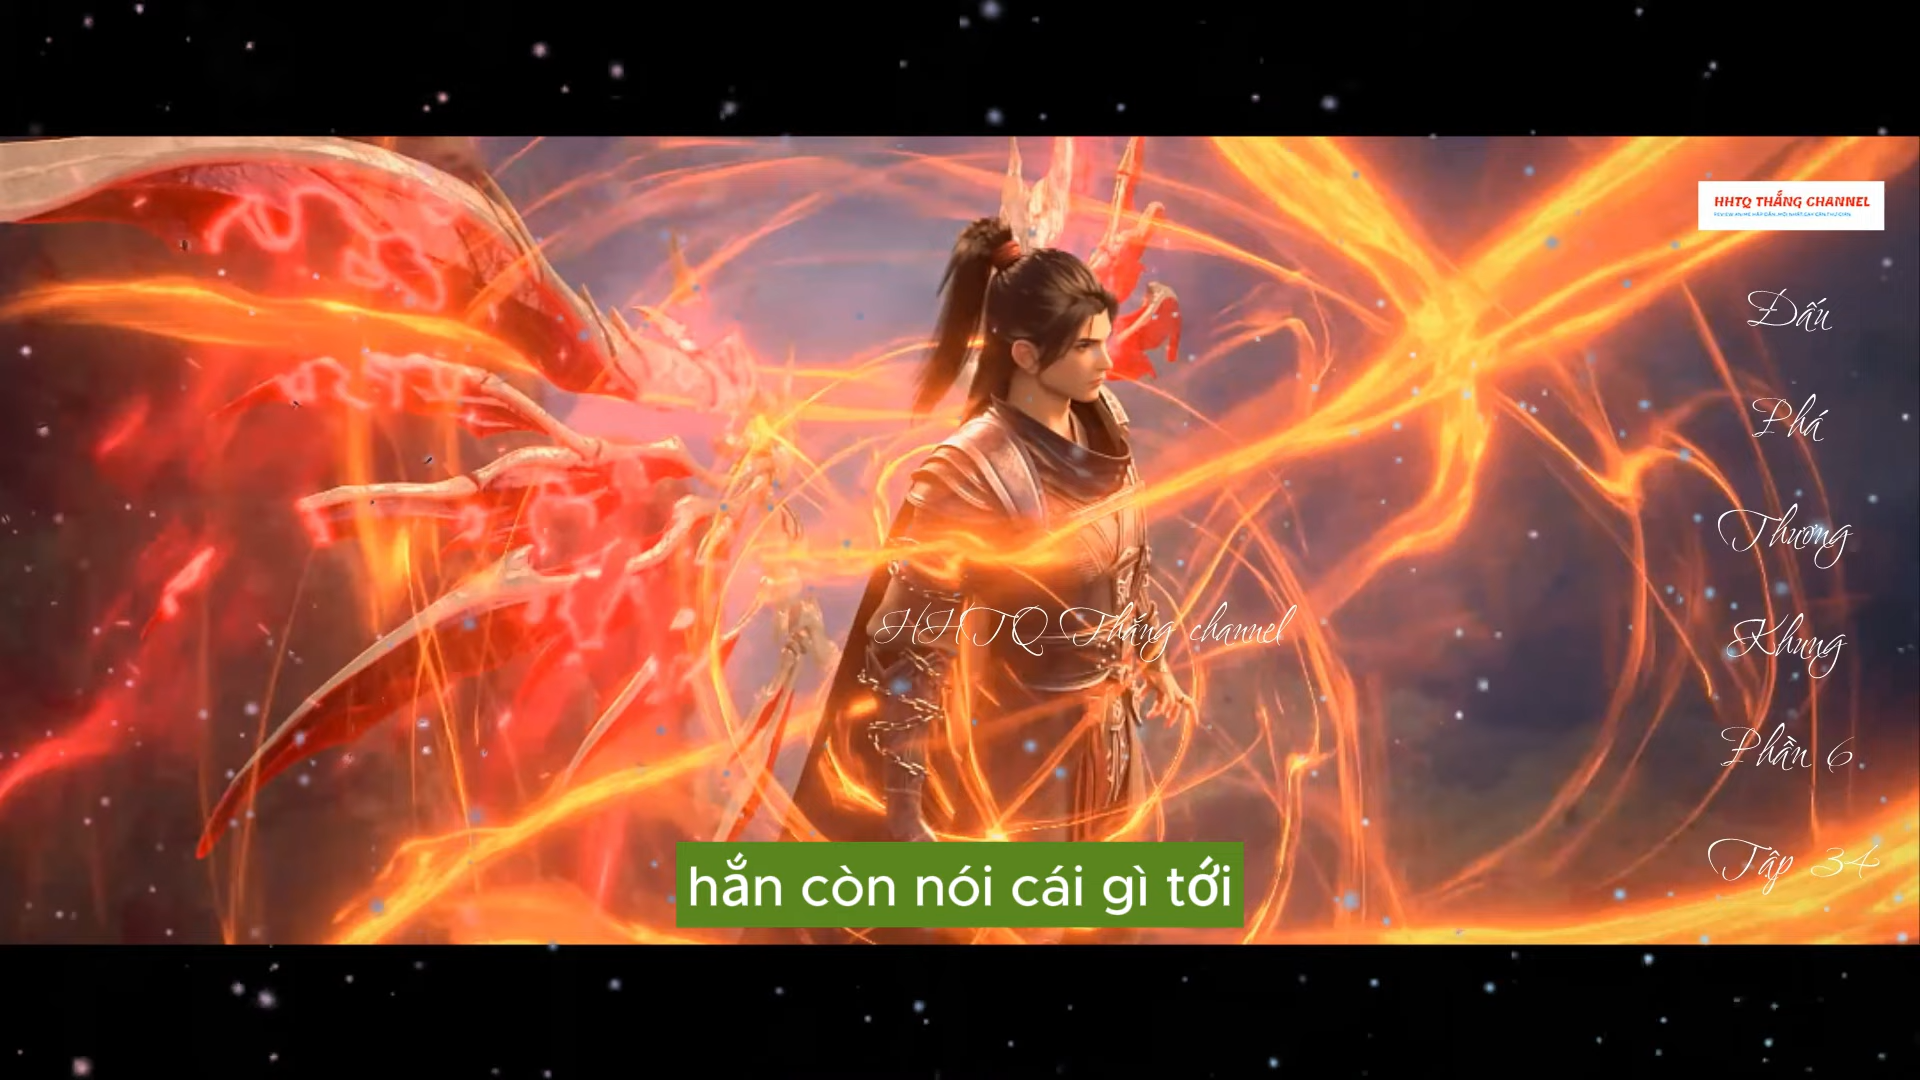 HHTQ THẮNG CHANNEL
Đấu
Phá
Thương
Khung
HHTQ Thắng channel
Phần 6
Tập 34
hắn còn nói cái gì tới